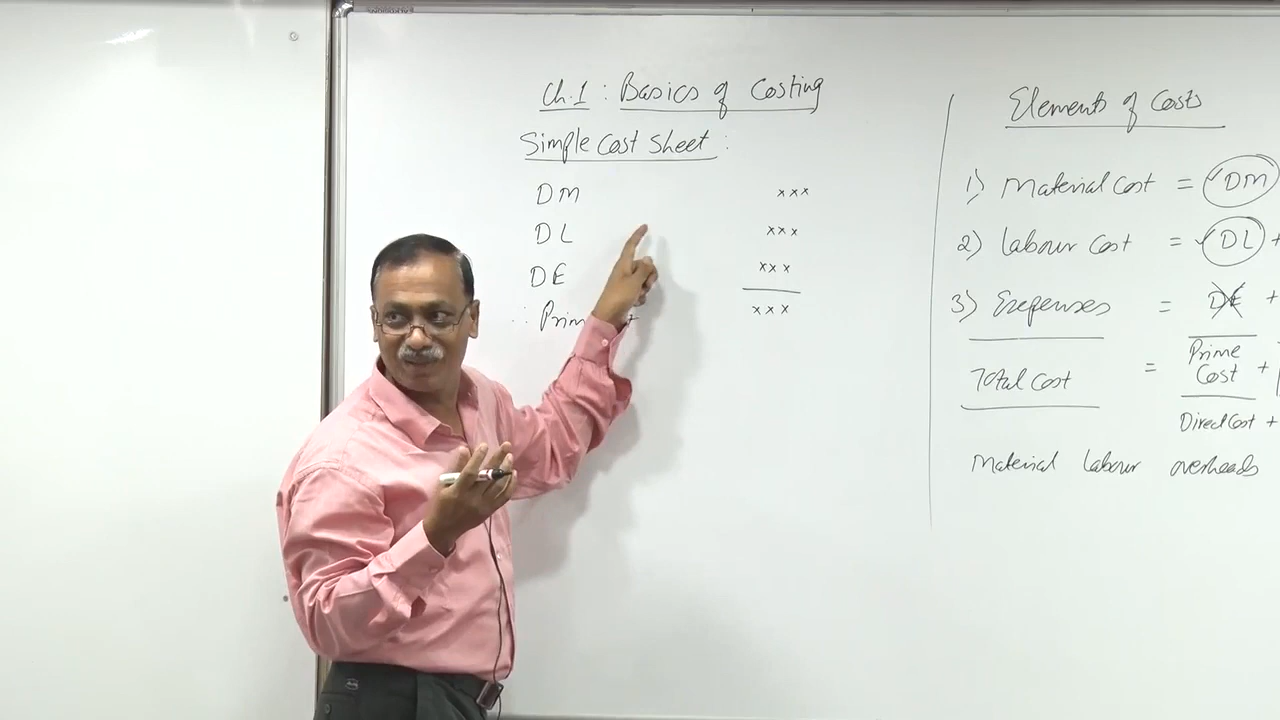 Ch.1 : Basics of Costing
Simple Cost Sheet :
DM xxx
DL xxx
DE xxx
∴ Prim xxx
Elements of Costs
1) Material Cost = ✓DM
2) Labour Cost = ✓DL +
3) Expenses = DE +
Total Cost = Prime Cost +
Direct Cost +
Material Labour overheads